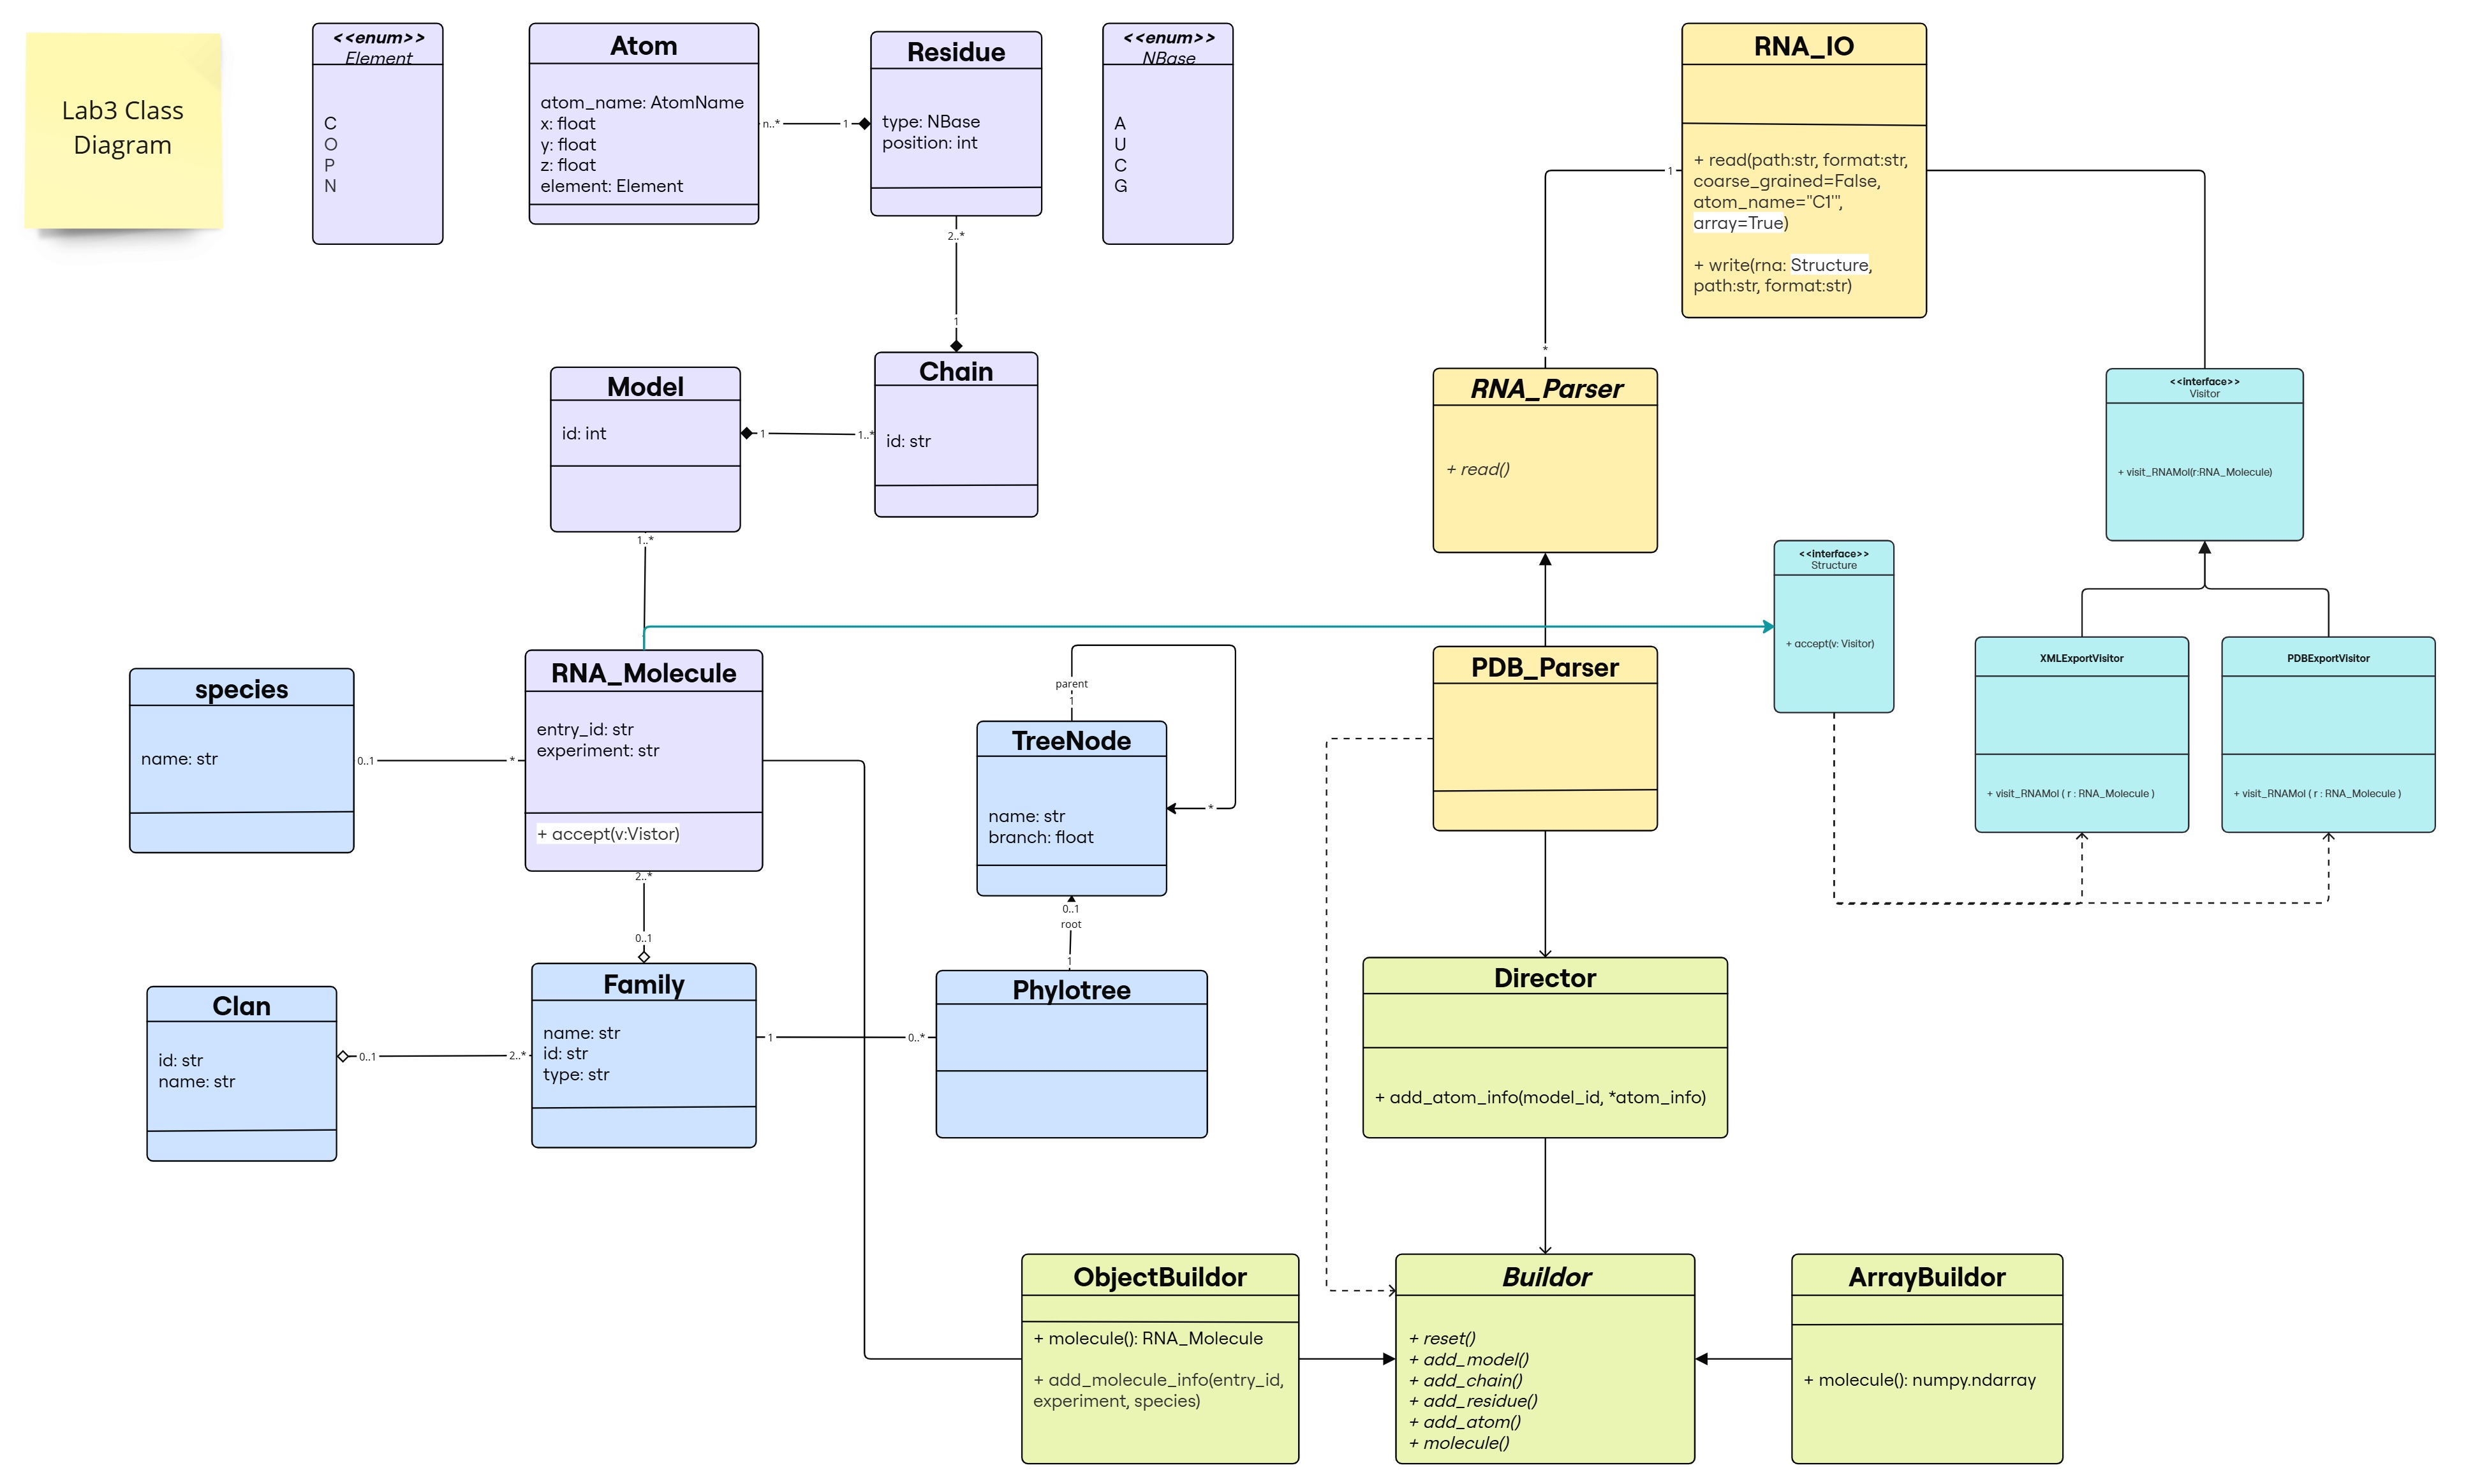 Lab3 Class
Diagram
<<enum>>
Element
C
O
P
N
Atom
atom_name: AtomName
x: float
y: float
z: float
element: Element
n..*
1
Residue
type: NBase
position: int
<<enum>>
NBase
A
U
C
G
2..*
1
Model
id: int
1
1..*
Chain
id: str
1..*
RNA_IO
+ read(path:str, format:str,
coarse_grained=False,
atom_name="C1'",
array=True)
+ write(rna: Structure,
path:str, format:str)
1
*
RNA_Parser
+ read()
<<interface>>
Visitor
+ visit_RNAMol(r:RNA_Molecule)
<<interface>>
Structure
+ accept(v: Visitor)
XMLExportVisitor
+ visit_RNAMol ( r : RNA_Molecule )
PDBExportVisitor
+ visit_RNAMol ( r : RNA_Molecule )
species
name: str
0..1
*
RNA_Molecule
entry_id: str
experiment: str
+ accept(v:Vistor)
2..*
0..1
parent
1
TreeNode
name: str
branch: float
*
0..1
root
1
PDB_Parser
Clan
id: str
name: str
0..1
2..*
Family
name: str
id: str
type: str
1
0..*
Phylotree
Director
+ add_atom_info(model_id, *atom_info)
ObjectBuildor
+ molecule(): RNA_Molecule
+ add_molecule_info(entry_id,
experiment, species)
Buildor
+ reset()
+ add_model()
+ add_chain()
+ add_residue()
+ add_atom()
+ molecule()
ArrayBuildor
+ molecule(): numpy.ndarray